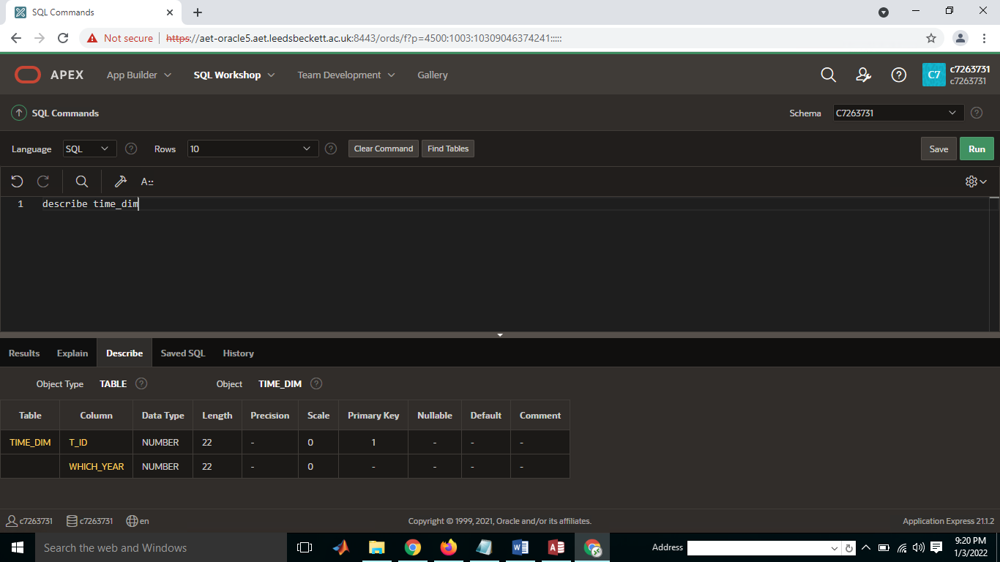 SQL Commands
Not secure https://aet-oracle5.aet.leedsbeckett.ac.uk:8443/ords/f?p=4500:1003:10309046374241:::::
APEX App Builder SQL Workshop Team Development Gallery C7 c7263731
c7263731
SQL Commands Schema C7263731
Language SQL Rows 10 Clear Command Find Tables Save Run
A::
1 describe time_dim
Results Explain Describe Saved SQL History
Object Type TABLE Object TIME_DIM
Table Column Data Type Length Precision Scale Primary Key Nullable Default Comment
TIME_DIM T_ID NUMBER 22 - 0 1 - - -
WHICH_YEAR NUMBER 22 - 0 - - - -
c7263731 c7263731 en Copyright © 1999, 2021, Oracle and/or its affiliates. Application Express 21.1.2
Search the web and Windows Address 9:20 PM
1/3/2022